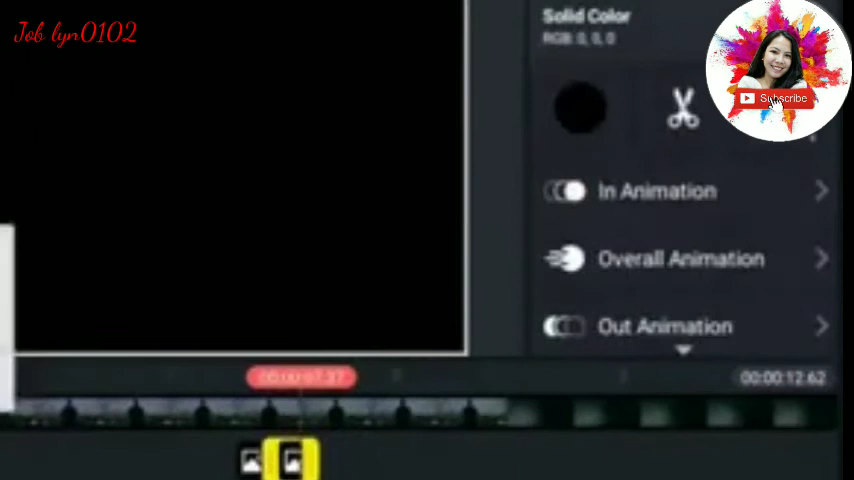 Job lyn0102
Solid Color
RGB: 0, 0, 0
Subscribe
In Animation
Overall Animation
Out Animation
00:00:12.62